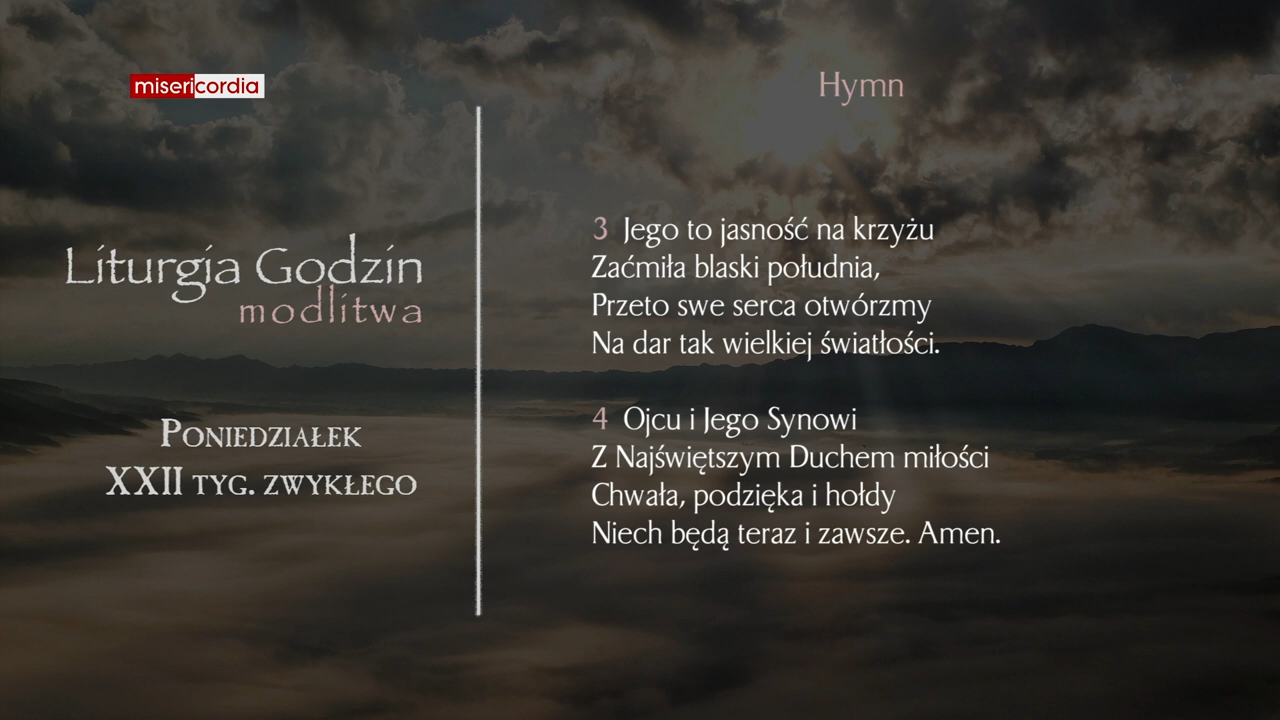 misericordia
Liturgia Godzin
modlitwa
Poniedziałek
XXII tyg. zwykłego
Hymn
3 Jego to jasność na krzyżu
Zaćmiła blaski południa,
Przeto swe serca otwórzmy
Na dar tak wielkiej światłości.
4 Ojcu i Jego Synowi
Z Najświętszym Duchem miłości
Chwała, podzięka i hołdy
Niech będą teraz i zawsze. Amen.